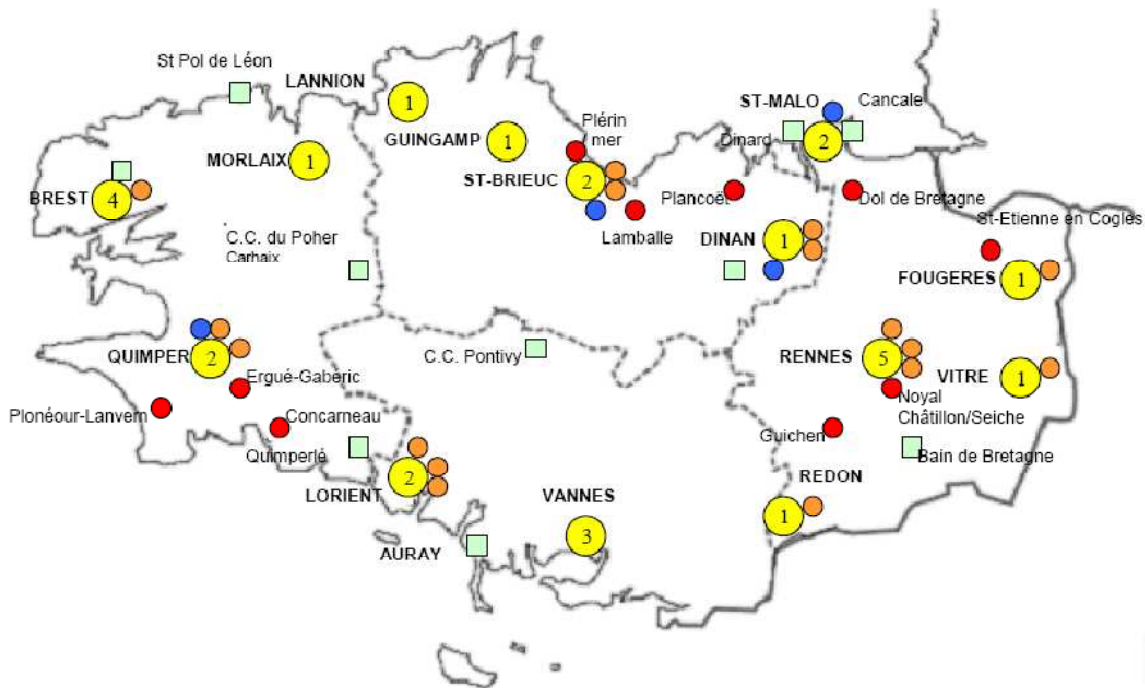 St Pol de Léon
LANNION
1
ST-MALO
Cancale
2
Dinard
Plérin
mer
GUINGAMP
1
MORLAIX
1
ST-BRIEUC
2
BREST
4
Plancoët
Dol de Bretagne
Lamballe
St-Etienne en Cogles
DINAN
1
C.C. du Poher
Carhaix
FOUGERES
1
QUIMPER
2
C.C. Pontivy
RENNES
5
VITRE
1
Ergué-Gaberic
Plonéour-Lanvern
Concarneau
Noyal
Châtillon/Seiche
Guichen
Quimperlé
Bain de Bretagne
LORIENT
2
VANNES
3
REDON
1
AURAY